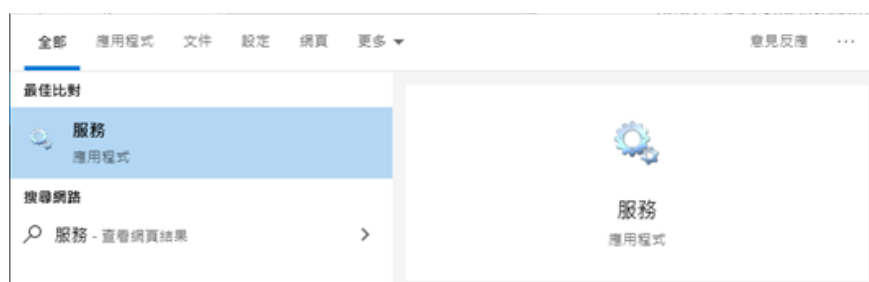 全部 應用程式 文件 設定 網頁 更多 意見反應 ...
最佳比對
服務
應用程式
搜尋網路
服務 - 查看網頁結果
服務
應用程式